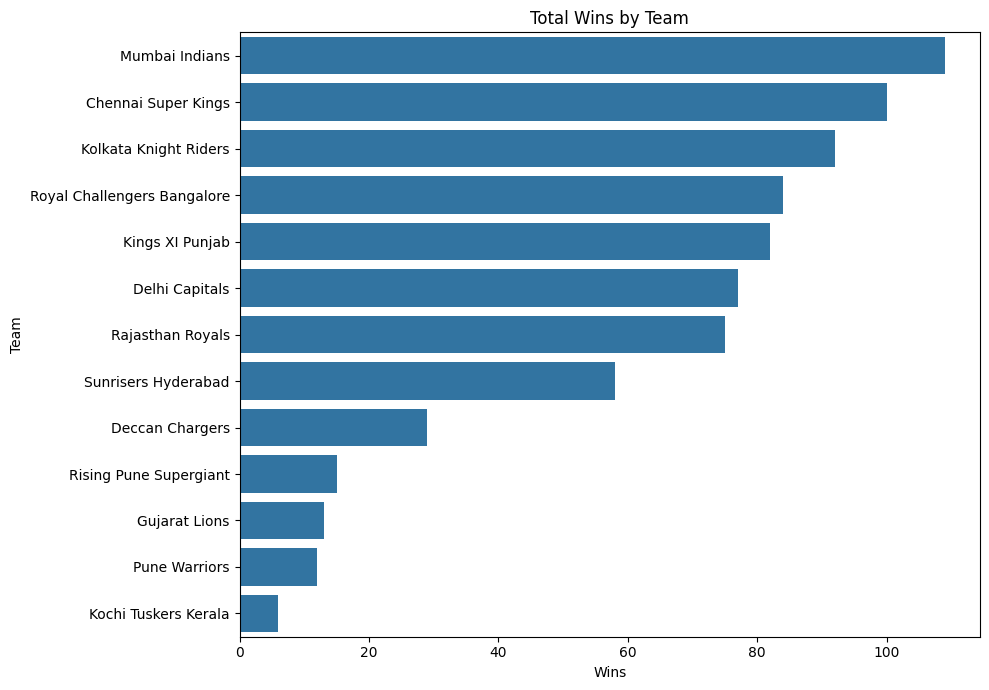 Total Wins by Team
Team
Mumbai Indians
Chennai Super Kings
Kolkata Knight Riders
Royal Challengers Bangalore
Kings XI Punjab
Delhi Capitals
Rajasthan Royals
Sunrisers Hyderabad
Deccan Chargers
Rising Pune Supergiant
Gujarat Lions
Pune Warriors
Kochi Tuskers Kerala
0 20 40 60 80 100
Wins